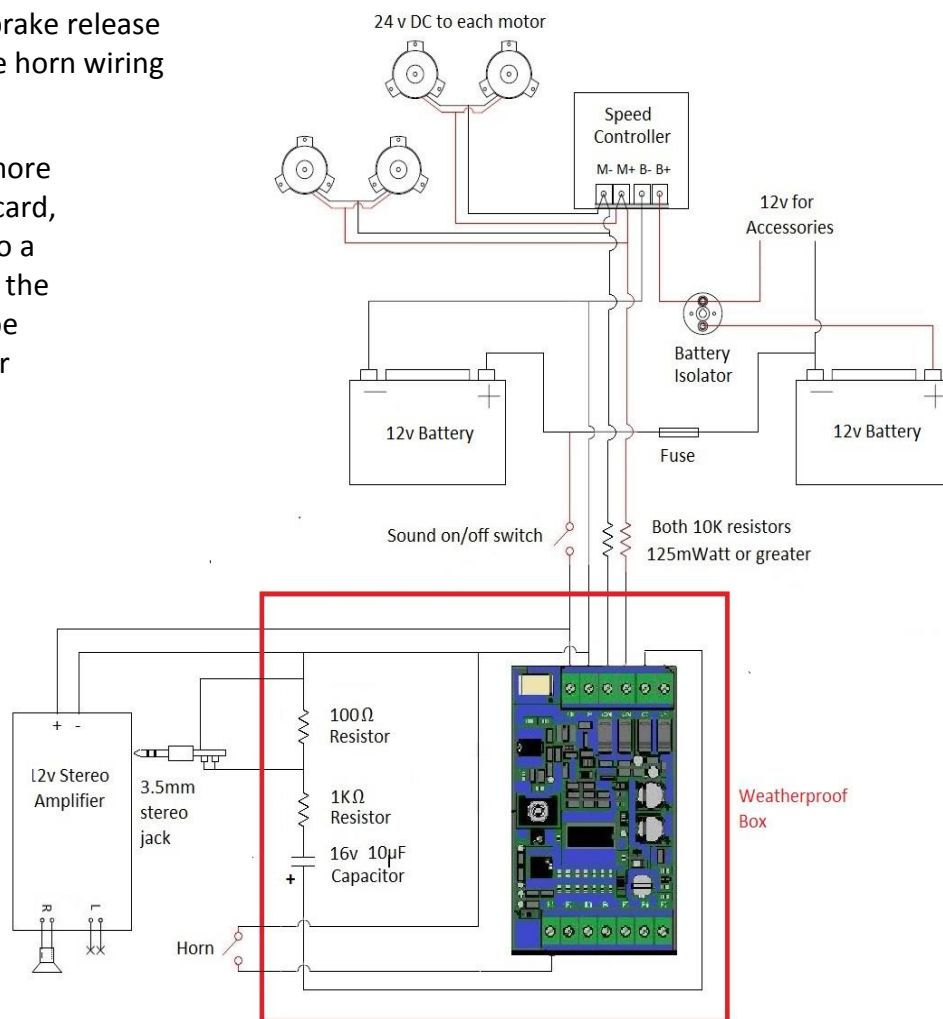 brake release
e horn wiring
nore
card,
o a
the
be
r
24 v DC to each motor
Speed
Controller
M- M+ B- B+
12v for
Accessories
Battery
Isolator
12v Battery
12v Battery
Fuse
Sound on/off switch
Both 10K resistors
125mWatt or greater
100Ω
Resistor
1KΩ
Resistor
16v 10µF
Capacitor
+
+ -
12v Stereo
Amplifier
3.5mm
stereo
jack
R L
Horn
Weatherproof
Box